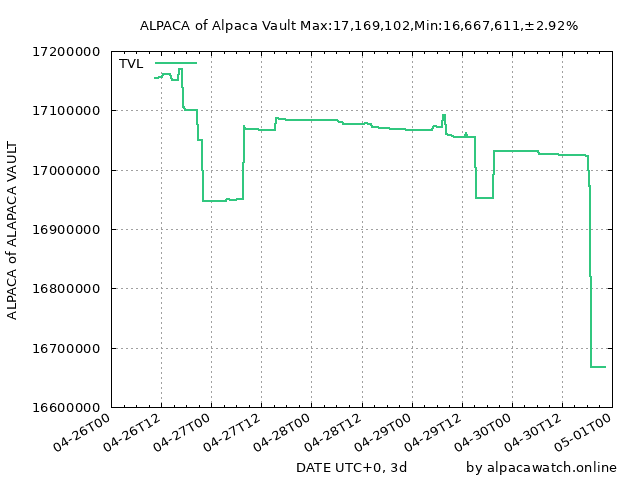 ALPACA of Alpaca Vault Max:17,169,102,Min:16,667,611,±2.92%
17200000
TVL
17100000
17000000
16900000
16800000
16700000
16600000
ALPACA of ALAPACA VAULT
04-26T00
04-26T12
04-27T00
04-27T12
04-28T00
04-28T12
04-29T00
04-29T12
04-30T00
04-30T12
05-01T00
DATE UTC+0, 3d
by alpacawatch.online